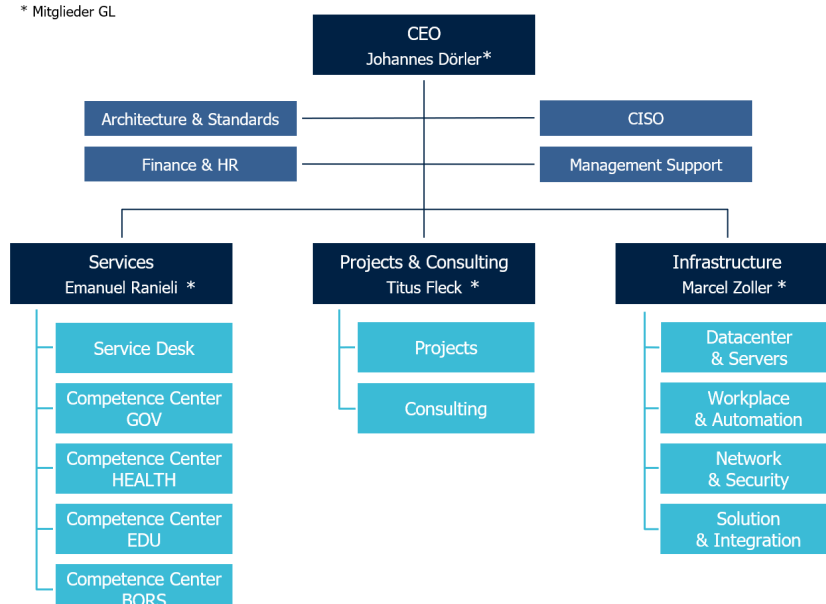 * Mitglieder GL
CEO
Johannes Dörler*
Architecture & Standards
CISO
Finance & HR
Management Support
Services
Emanuel Ranieli *
Projects & Consulting
Titus Fleck *
Infrastructure
Marcel Zoller *
Service Desk
Competence Center
GOV
Competence Center
HEALTH
Competence Center
EDU
Competence Center
BORS
Projects
Consulting
Datacenter
& Servers
Workplace
& Automation
Network
& Security
Solution
& Integration